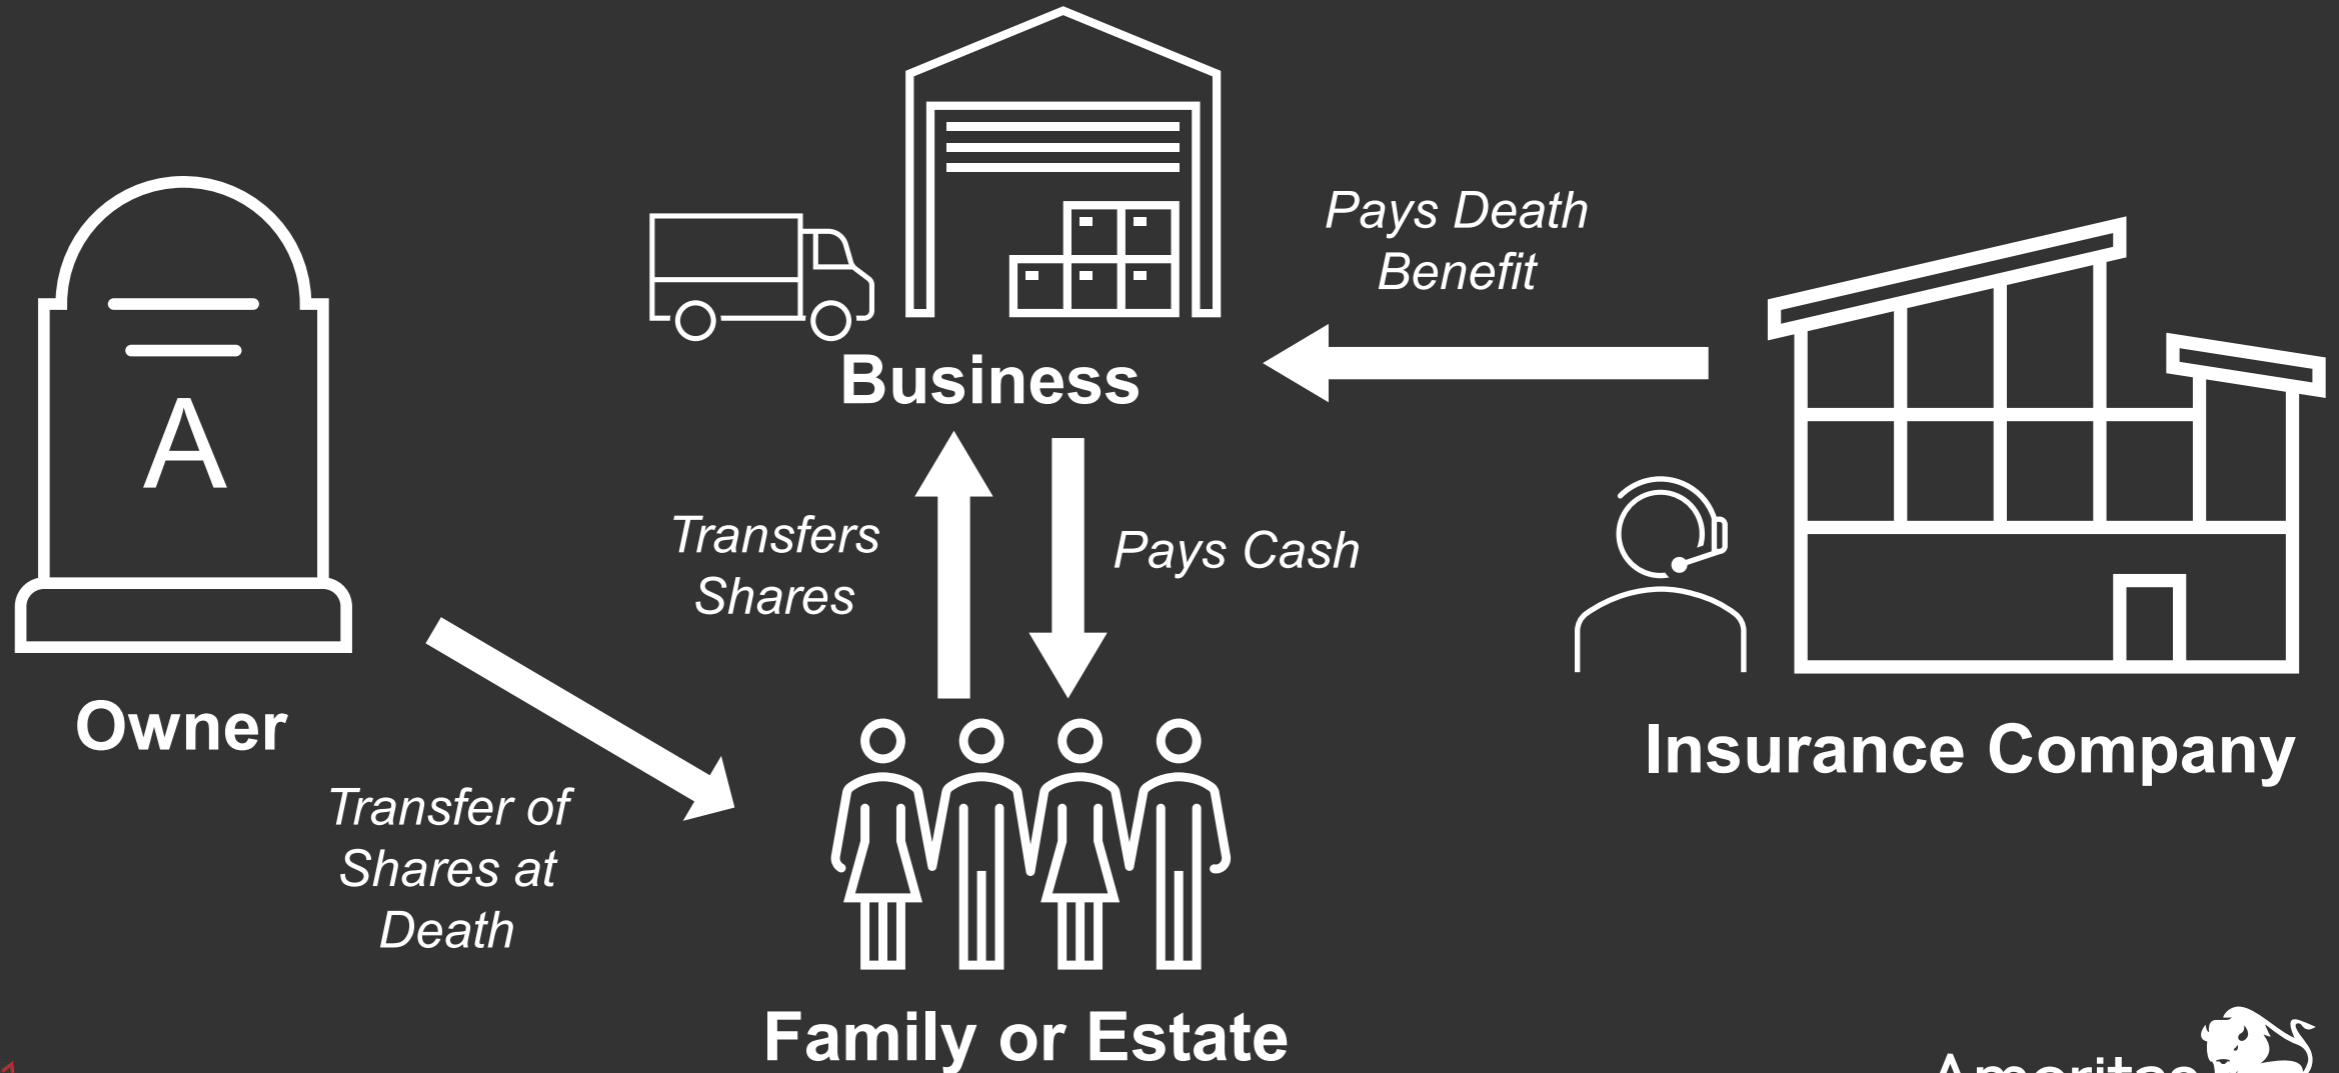 Pays Death
Benefit
Business
A
Transfers
Shares
Pays Cash
Owner
Insurance Company
Transfer of
Shares at
Death
Family or Estate
Ameritas